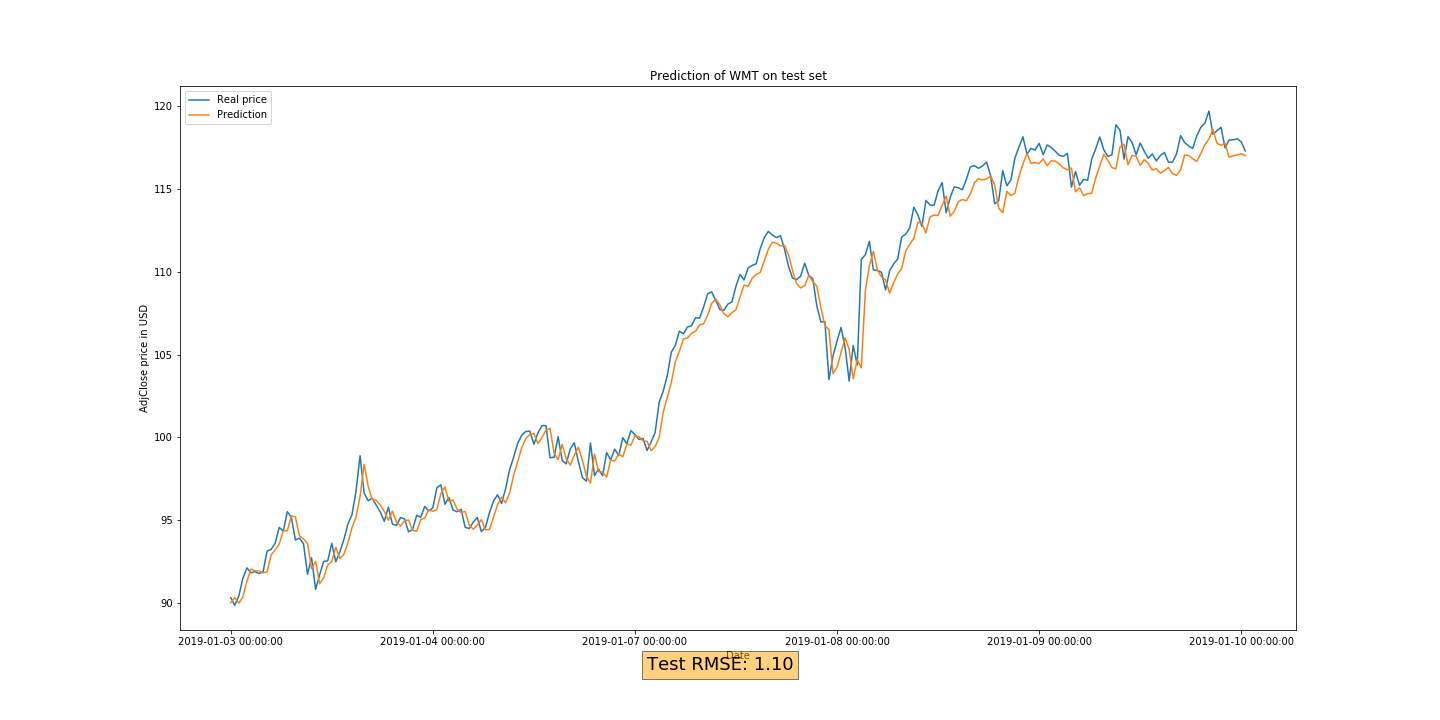 Prediction of WMT on test set
Real price
Prediction
120
115
110
105
100
95
90
AdjClose price in USD
2019-01-03 00:00:00 2019-01-04 00:00:00 2019-01-07 00:00:00 2019-01-08 00:00:00 2019-01-09 00:00:00 2019-01-10 00:00:00
Date
Test RMSE: 1.10